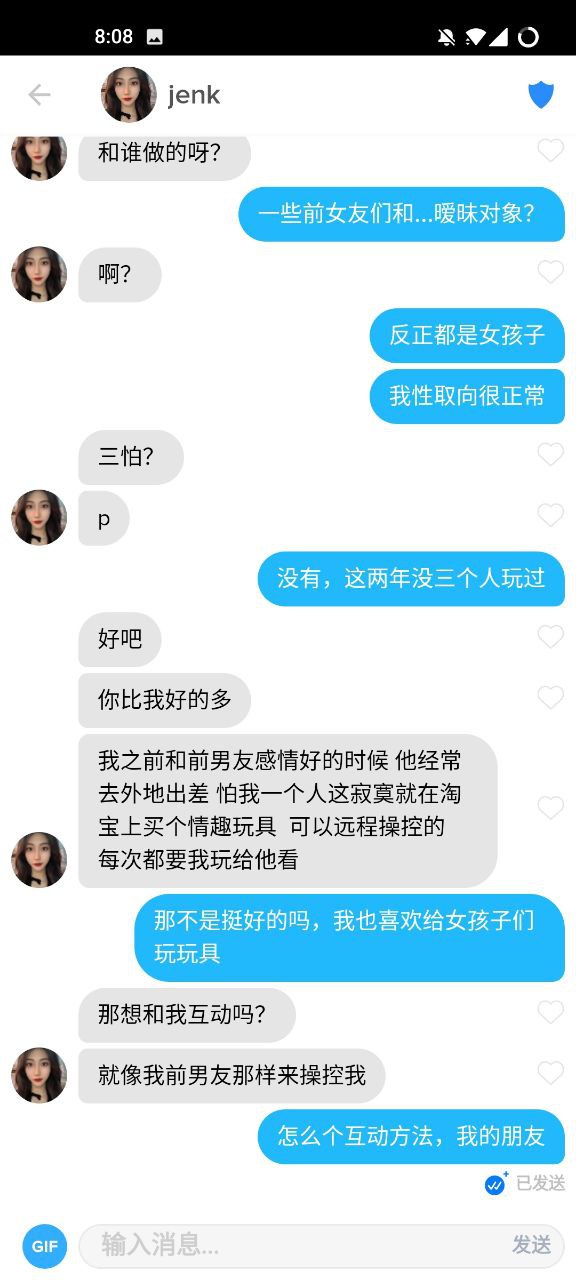 8:08
jenk
和谁做的呀?
一些前女友们和...暧昧对象?
啊?
反正都是女孩子
我性取向很正常
三怕?
p
没有，这两年没三个人玩过
好吧
你比我好的多
我之前和前男友感情好的时候 他经常
去外地出差 怕我一个人这寂寞就在淘
宝上买个情趣玩具 可以远程操控的
每次都要我玩给他看
那不是挺好的吗，我也喜欢给女孩子们
玩玩具
那想和我互动吗?
就像我前男友那样来操控我
怎么个互动方法，我的朋友
已发送
GIF
输入消息...
发送